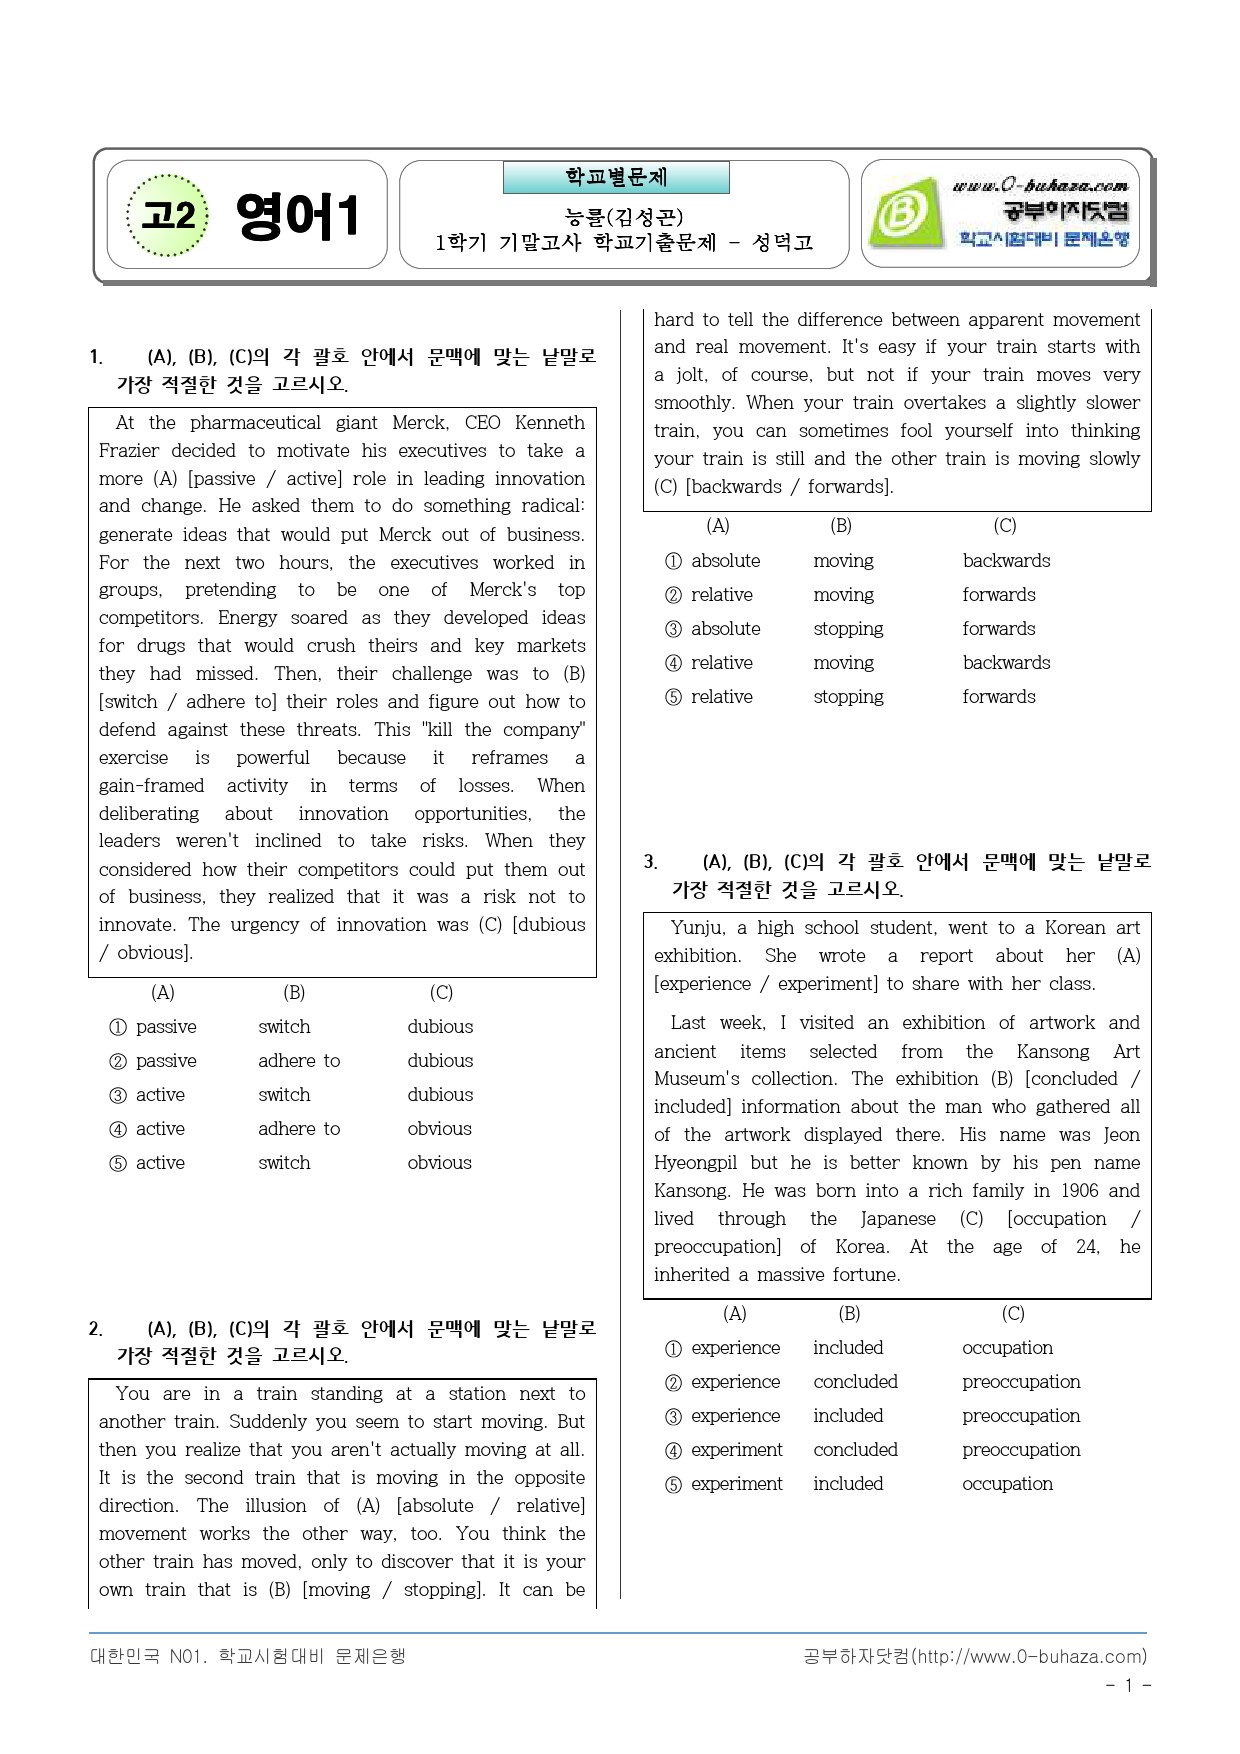 고2 영어1
학교별문제
능률(김성곤)
1학기 기말고사 학교기출문제 - 성덕고
www.0-buhaza.com
공부하자닷컴
학교시험대비 문제은행
1. (A), (B), (C)의 각 괄호 안에서 문맥에 맞는 낱말로
가장 적절한 것을 고르시오.
At the pharmaceutical giant Merck, CEO Kenneth
Frazier decided to motivate his executives to take a
more (A) [passive / active] role in leading innovation
and change. He asked them to do something radical:
generate ideas that would put Merck out of business.
For the next two hours, the executives worked in
groups, pretending to be one of Merck's top
competitors. Energy soared as they developed ideas
for drugs that would crush theirs and key markets
they had missed. Then, their challenge was to (B)
[switch / adhere to] their roles and figure out how to
defend against these threats. This "kill the company"
exercise is powerful because it reframes a
gain-framed activity in terms of losses. When
deliberating about innovation opportunities, the
leaders weren't inclined to take risks. When they
considered how their competitors could put them out
of business, they realized that it was a risk not to
innovate. The urgency of innovation was (C) [dubious
/ obvious].
(A) (B) (C)
① passive switch dubious
② passive adhere to dubious
③ active switch dubious
④ active adhere to obvious
⑤ active switch obvious
2. (A), (B), (C)의 각 괄호 안에서 문맥에 맞는 낱말로
가장 적절한 것을 고르시오.
You are in a train standing at a station next to
another train. Suddenly you seem to start moving. But
then you realize that you aren't actually moving at all.
It is the second train that is moving in the opposite
direction. The illusion of (A) [absolute / relative]
movement works the other way, too. You think the
other train has moved, only to discover that it is your
own train that is (B) [moving / stopping]. It can be
hard to tell the difference between apparent movement
and real movement. It's easy if your train starts with
a jolt, of course, but not if your train moves very
smoothly. When your train overtakes a slightly slower
train, you can sometimes fool yourself into thinking
your train is still and the other train is moving slowly
(C) [backwards / forwards].
(A) (B) (C)
① absolute moving backwards
② relative moving forwards
③ absolute stopping forwards
④ relative moving backwards
⑤ relative stopping forwards
3. (A), (B), (C)의 각 괄호 안에서 문맥에 맞는 낱말로
가장 적절한 것을 고르시오.
Yunju, a high school student, went to a Korean art
exhibition. She wrote a report about her (A)
[experience / experiment] to share with her class.
Last week, I visited an exhibition of artwork and
ancient items selected from the Kansong Art
Museum's collection. The exhibition (B) [concluded /
included] information about the man who gathered all
of the artwork displayed there. His name was Jeon
Hyeongpil but he is better known by his pen name
Kansong. He was born into a rich family in 1906 and
lived through the Japanese (C) [occupation /
preoccupation] of Korea. At the age of 24, he
inherited a massive fortune.
(A) (B) (C)
① experience included occupation
② experience concluded preoccupation
③ experience included preoccupation
④ experiment concluded preoccupation
⑤ experiment included occupation
대한민국 N01. 학교시험대비 문제은행
공부하자닷컴(http://www.0-buhaza.com)
- 1 -